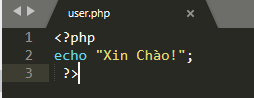 user.php
1 <?php
2 echo "Xin Chào!";
3 ?>